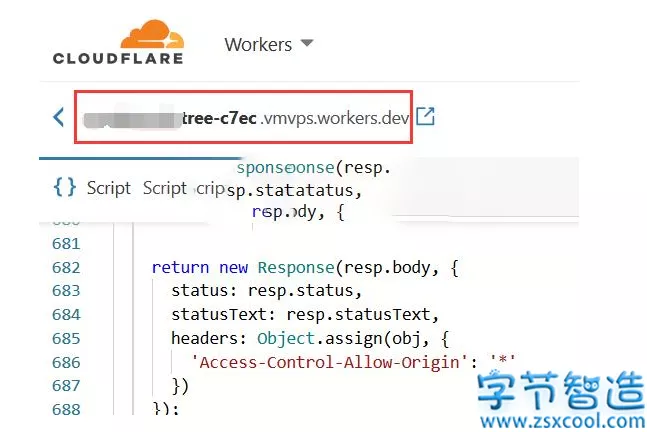 CLOUDFLARE
Workers
tree-c7ec.vmvps.workers.dev
sponseonse(resp.
{} Script Script crip
sp.statatatus,
resp.ody, {
681
682 return new Response(resp.body, {
683 status: resp.status,
684 statusText: resp.statusText,
685 headers: Object.assign(obj, {
686 'Access-Control-Allow-Origin': '*'
687 })
688 });
字节智造
www.zsxcool.com